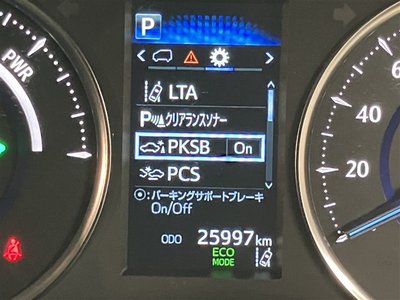 P
PWR
LTA
P クリアランスソナー
PKSB On
PCS
:パーキングサポートブレーキ
On/Off
ODO 25997 km
ECO
MODE
60
40
20